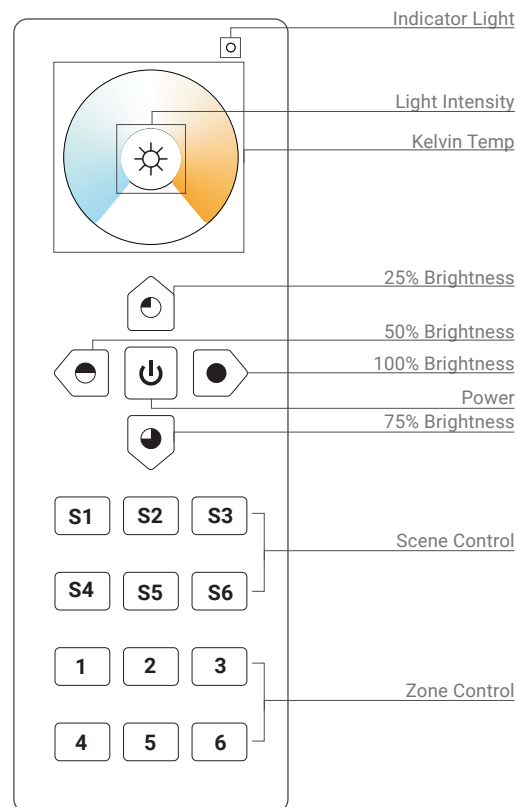 Indicator Light
Light Intensity
Kelvin Temp
25% Brightness
50% Brightness
100% Brightness
Power
75% Brightness
S1 S2 S3
Scene Control
S4 S5 S6
1 2 3
Zone Control
4 5 6